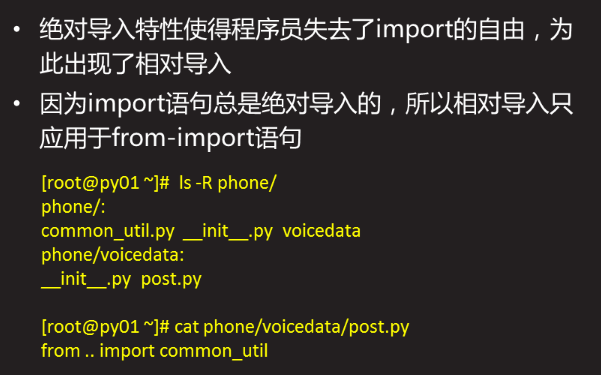 • 绝对导入特性使得程序员失去了import的自由，为
此出现了相对导入
• 因为import语句总是绝对导入的，所以相对导入只
应用于from-import语句
[root@py01 ~]#  ls -R phone/
phone/:
common_util.py  __init__.py  voicedata
phone/voicedata:
__init__.py  post.py
[root@py01 ~]# cat phone/voicedata/post.py
from .. import common_util